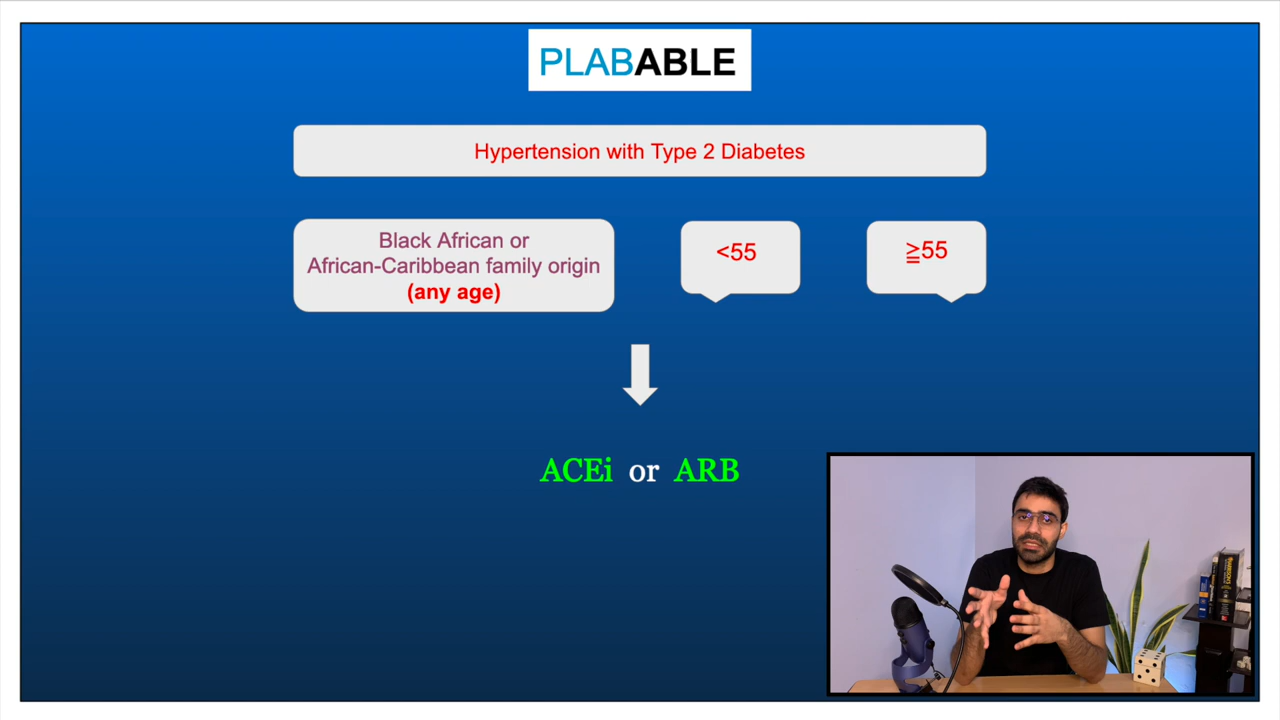 PLABABLE
Hypertension with Type 2 Diabetes
Black African or
African-Caribbean family origin
(any age)
<55
≧55
ACEi or ARB